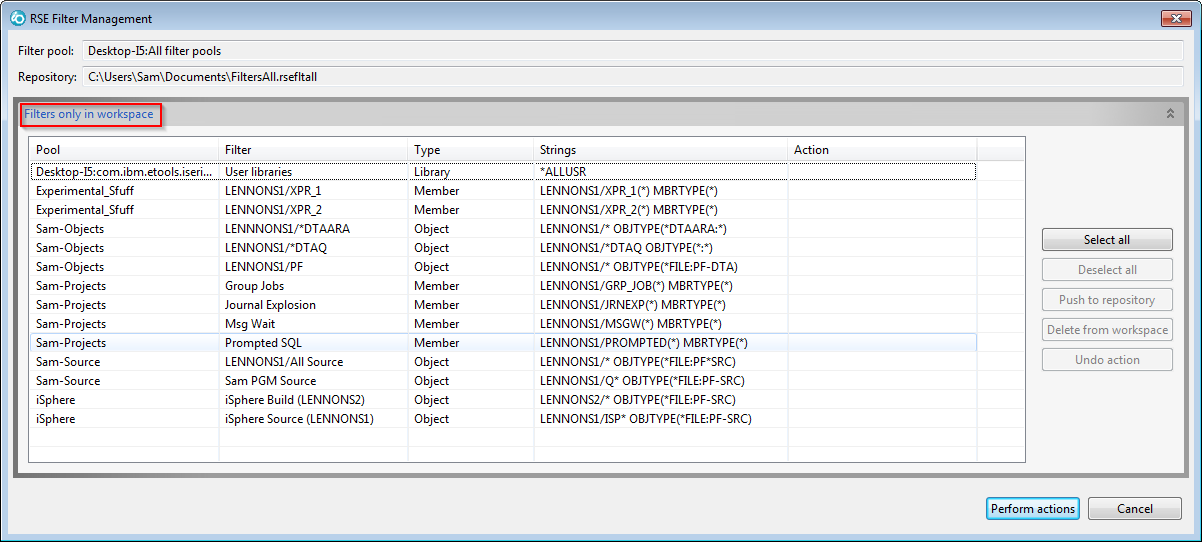 RSE Filter Management
Filter pool: Desktop-I5:All filter pools
Repository: C:\Users\Sam\Documents\FiltersAll.rsefltall
Filters only in workspace
Pool Filter Type Strings Action
Desktop-I5:com.ibm.etools.iseri... User libraries Library *ALLUSR
Experimental_Sfuff LENNONS1/XPR_1 Member LENNONS1/XPR_1(*) MBRTYPE(*)
Experimental_Sfuff LENNONS1/XPR_2 Member LENNONS1/XPR_2(*) MBRTYPE(*)
Sam-Objects LENNNONS1/*DTAARA Object LENNONS1/* OBJTYPE(*DTAARA:*)
Sam-Objects LENNONS1/*DTAQ Object LENNONS1/*DTAQ OBJTYPE(*:*)
Sam-Objects LENNONS1/PF Object LENNONS1/* OBJTYPE(*FILE:PF-DTA)
Sam-Projects Group Jobs Member LENNONS1/GRP_JOB(*) MBRTYPE(*)
Sam-Projects Journal Explosion Member LENNONS1/JRNEXP(*) MBRTYPE(*)
Sam-Projects Msg Wait Member LENNONS1/MSGW(*) MBRTYPE(*)
Sam-Projects Prompted SQL Member LENNONS1/PROMPTED(*) MBRTYPE(*)
Sam-Source LENNONS1/All Source Object LENNONS1/* OBJTYPE(*FILE:PF*SRC)
Sam-Source Sam PGM Source Object LENNONS1/Q* OBJTYPE(*FILE:PF-SRC)
iSphere iSphere Build (LENNONS2) Object LENNONS2/* OBJTYPE(*FILE:PF-SRC)
iSphere iSphere Source (LENNONS1) Object LENNONS1/ISP* OBJTYPE(*FILE:PF-SRC)
Select all
Deselect all
Push to repository
Delete from workspace
Undo action
Perform actions Cancel